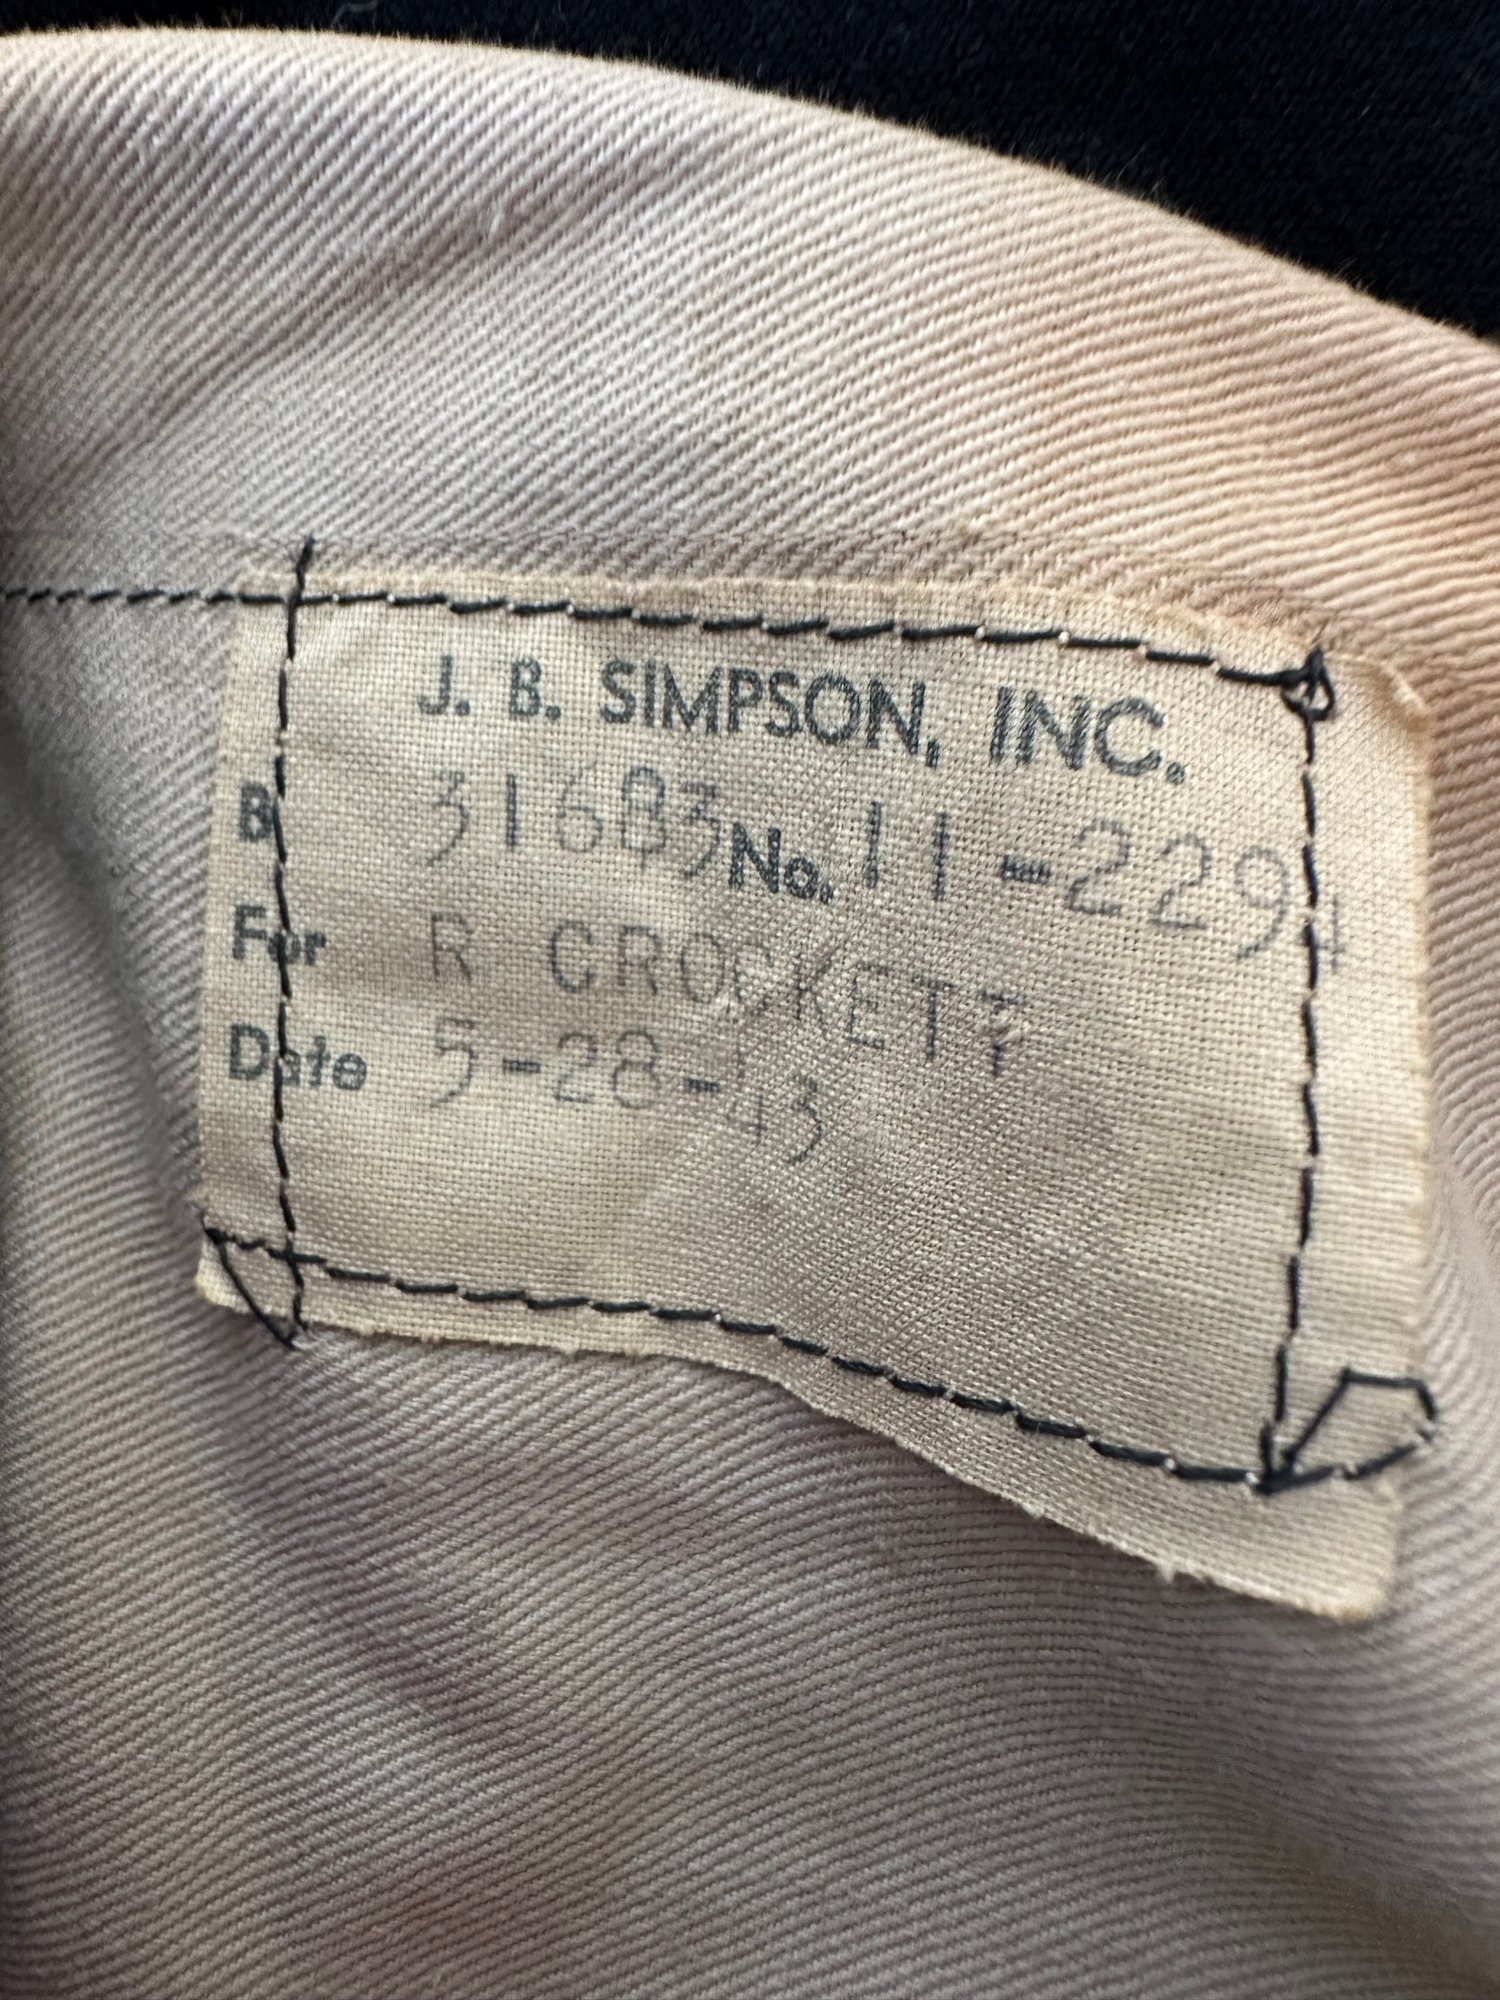 J. B. SIMPSON, INC.
B 31683 No. 11-2294
For R CROCKETT
Date 5-28-43